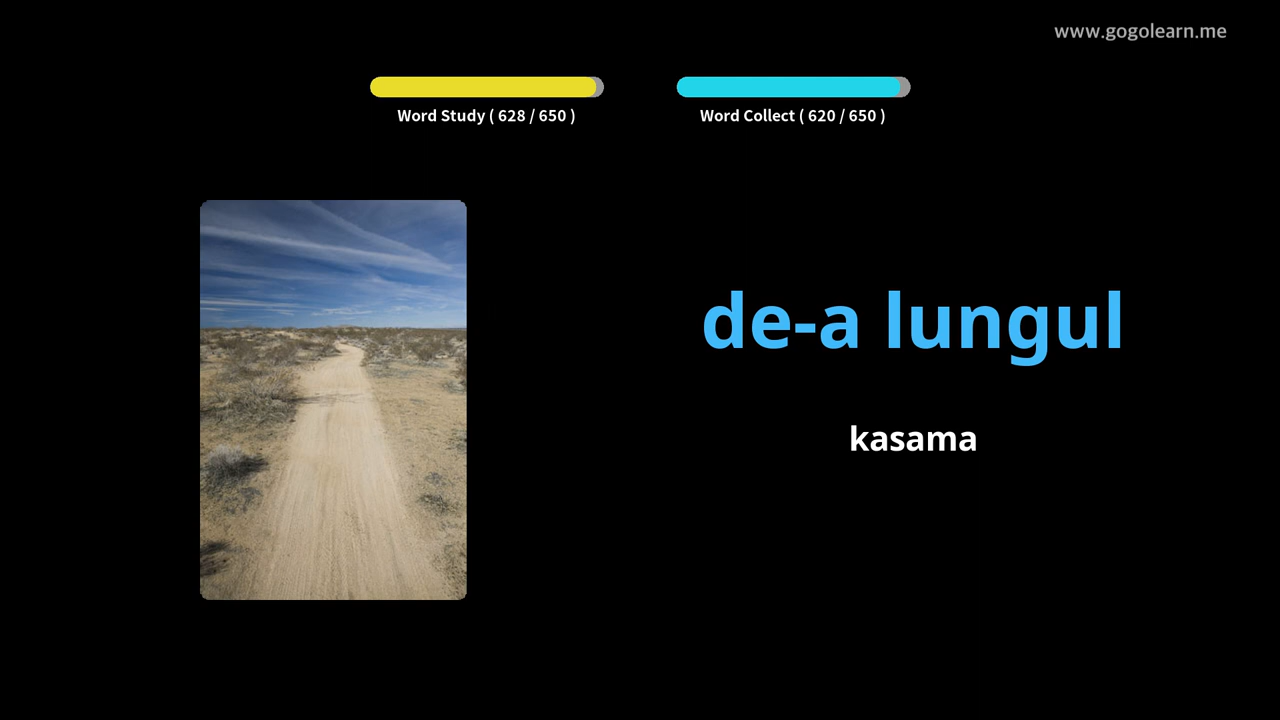 www.gogolearn.me
Word Study ( 628 / 650 )
Word Collect ( 620 / 650 )
de-a lungul
kasama